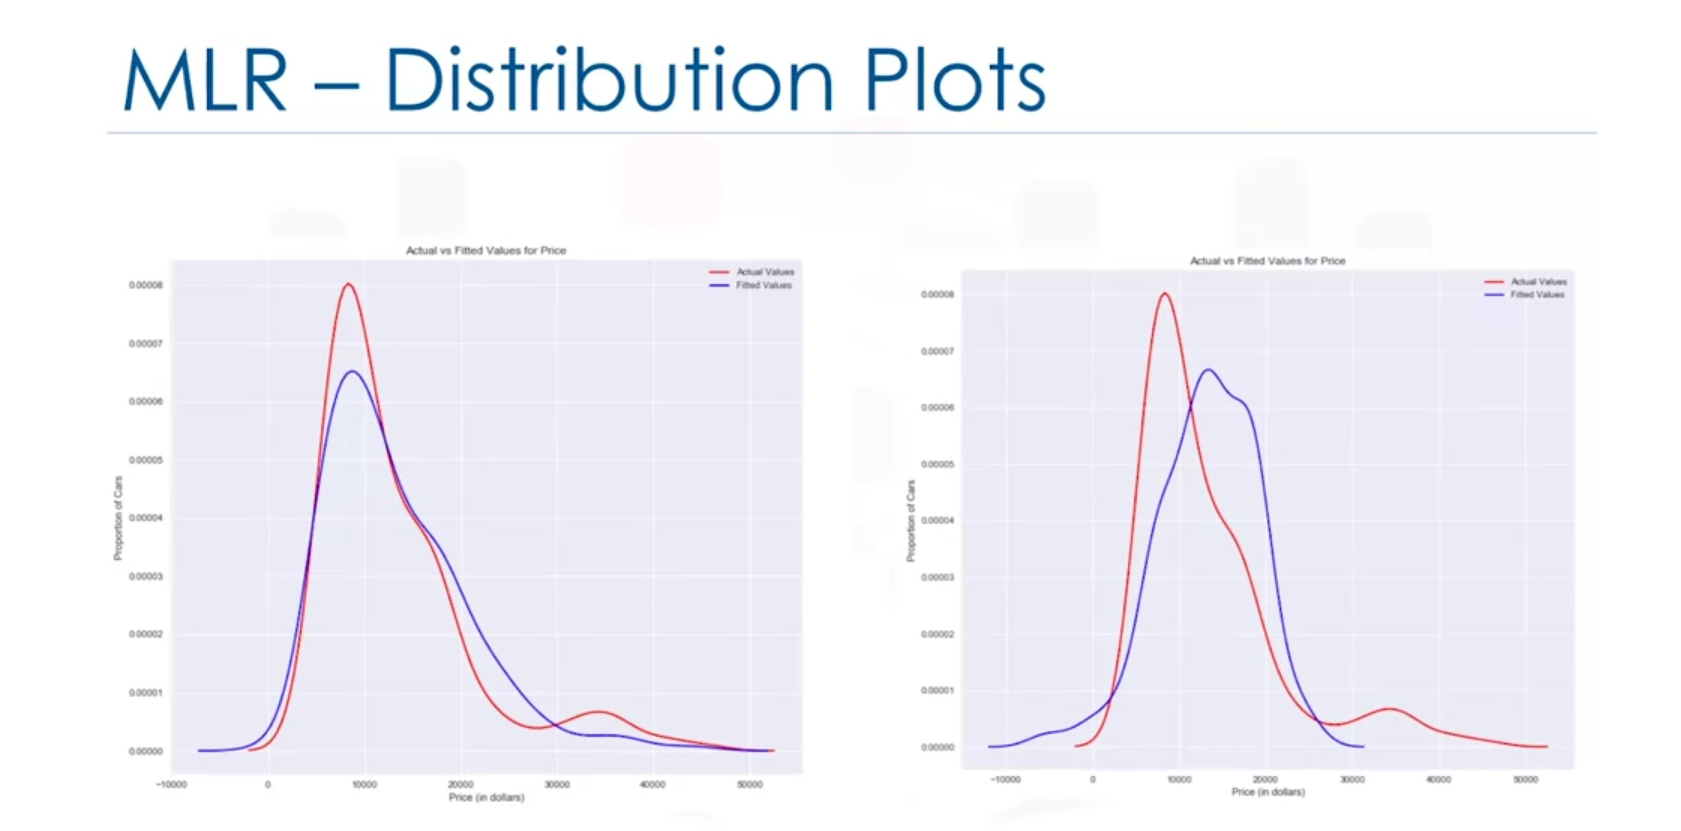 MLR – Distribution Plots
Actual vs Fitted Values for Price
Actual Values
Fitted Values
0.00008
0.00007
0.00006
0.00005
0.00004
0.00003
0.00002
0.00001
0.00000
Proportion of Cars
−10000 0 10000 20000 30000 40000 50000
Price (in dollars)
Actual vs Fitted Values for Price
Actual Values
Fitted Values
0.00008
0.00007
0.00006
0.00005
0.00004
0.00003
0.00002
0.00001
0.00000
Proportion of Cars
−10000 0 10000 20000 30000 40000 50000
Price (in dollars)